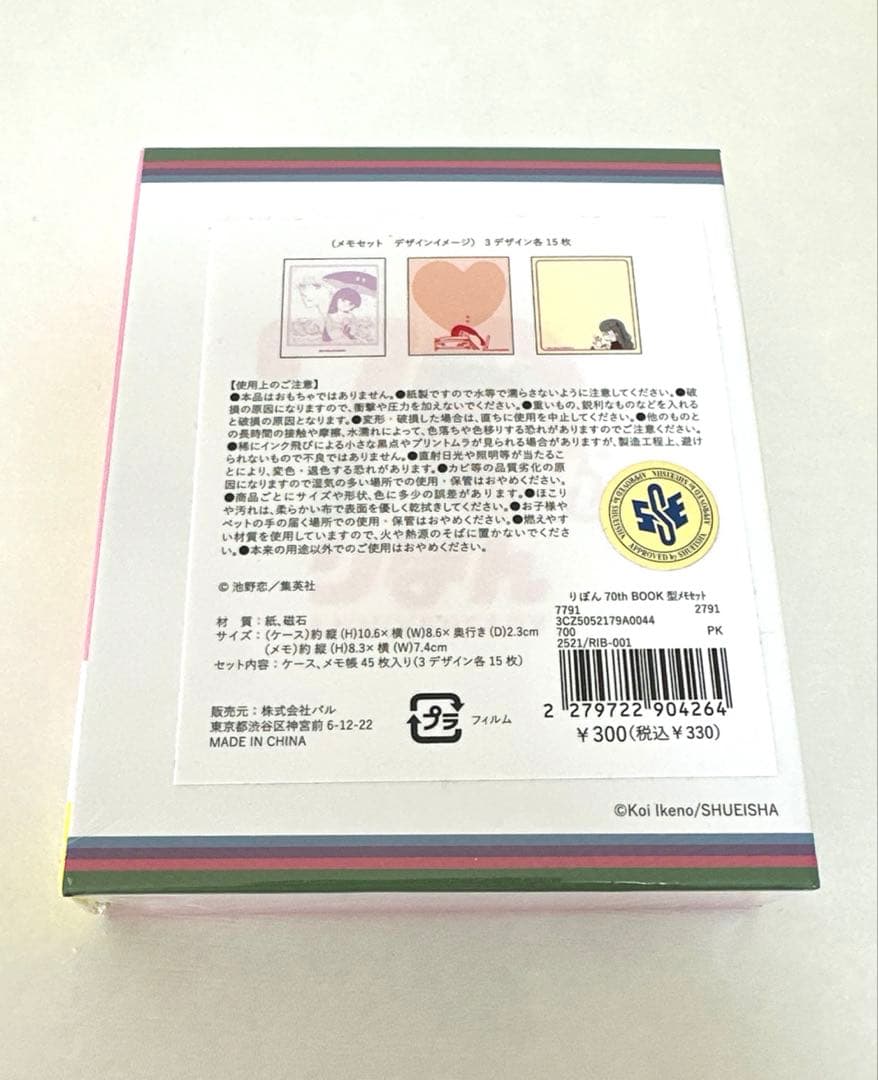 (メモセット デザインイメージ) 3デザイン各15枚
【使用上のご注意】
●本品はおもちゃではありません。●紙製ですので水等で濡らさないように注意してください。●破
損の原因になりますので、衝撃や圧力を加えないでください。●重いもの、鋭利なものなどを入れる
と破損の原因となります。●変形・破損した場合は、直ちに使用を中止してください。●他のものと
の長時間の接触や摩擦、水濡れによって、色落ちや色移りする恐れがありますのでご注意ください。
●稀にインク飛びによる小さな黒点やプリントムラが見られる場合がありますが、製造工程上、避け
られないもので不良ではありません。●直射日光や照明等が当たるこ
とにより、変色・退色する恐れがあります。●カビ等の品質劣化の原
因になりますので湿気の多い場所での使用・保管はおやめください。
●商品ごとにサイズや形状、色に多少の誤差があります。●ほこり
や汚れは、柔らかい布で表面を優しく乾拭きしてください。●お子様や
ペットの手の届く場所での使用・保管はおやめください。●燃えやす
い材質を使用していますので、火や熱源のそばに置かないでくださ
い。●本来の用途以外でのご使用はおやめください。
APPROVED by SHUEISHA
APPROVED by SHUEISHA
APPROVED by SHUEISHA
© 池野恋/集英社
りぼん
りぼん 70th BOOK 型メモセット
7791 2791
3CZ5052179A0044
700 PK
2521/RIB-001
材 質：紙、磁石
サイズ：(ケース)約 縦(H)10.6×横(W)8.6×奥行き(D)2.3cm
(メモ)約 縦(H)8.3×横(W)7.4cm
セット内容：ケース、メモ帳45枚入り(3デザイン各15枚)
2 279722 904264
¥300(税込¥330)
販売元：株式会社パル
東京都渋谷区神宮前 6-12-22
MADE IN CHINA
プラ
フィルム
©Koi Ikeno/SHUEISHA